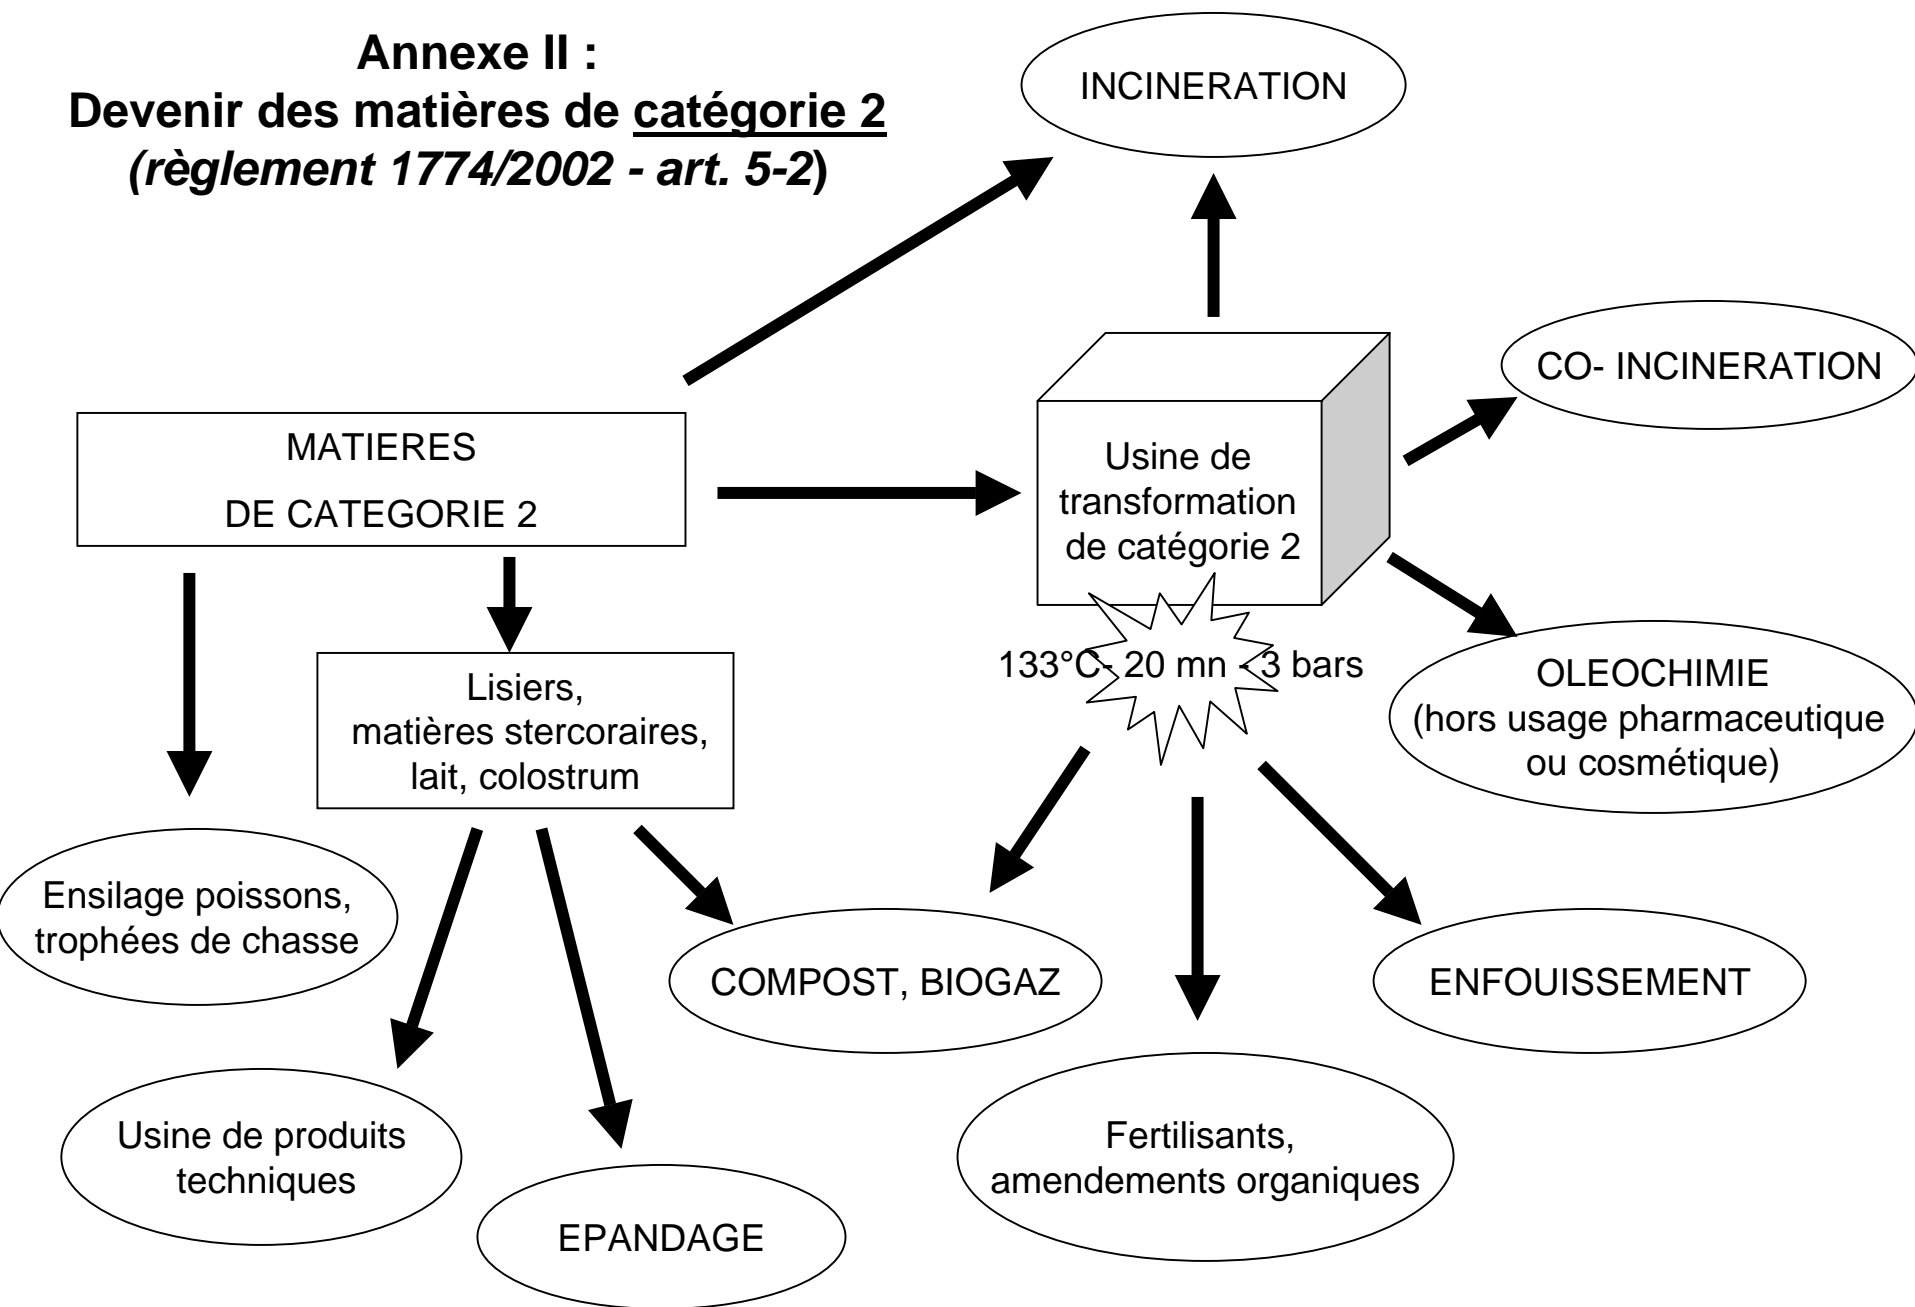 Annexe II :
Devenir des matières de catégorie 2
(règlement 1774/2002 - art. 5-2)
INCINERATION
CO- INCINERATION
MATIERES
DE CATEGORIE 2
Usine de
transformation
de catégorie 2
133°C- 20 mn - 3 bars
OLEOCHIMIE
(hors usage pharmaceutique
ou cosmétique)
Lisiers,
matières stercoraires,
lait, colostrum
Ensilage poissons,
trophées de chasse
COMPOST, BIOGAZ
ENFOUISSEMENT
Usine de produits
techniques
EPANDAGE
Fertilisants,
amendements organiques